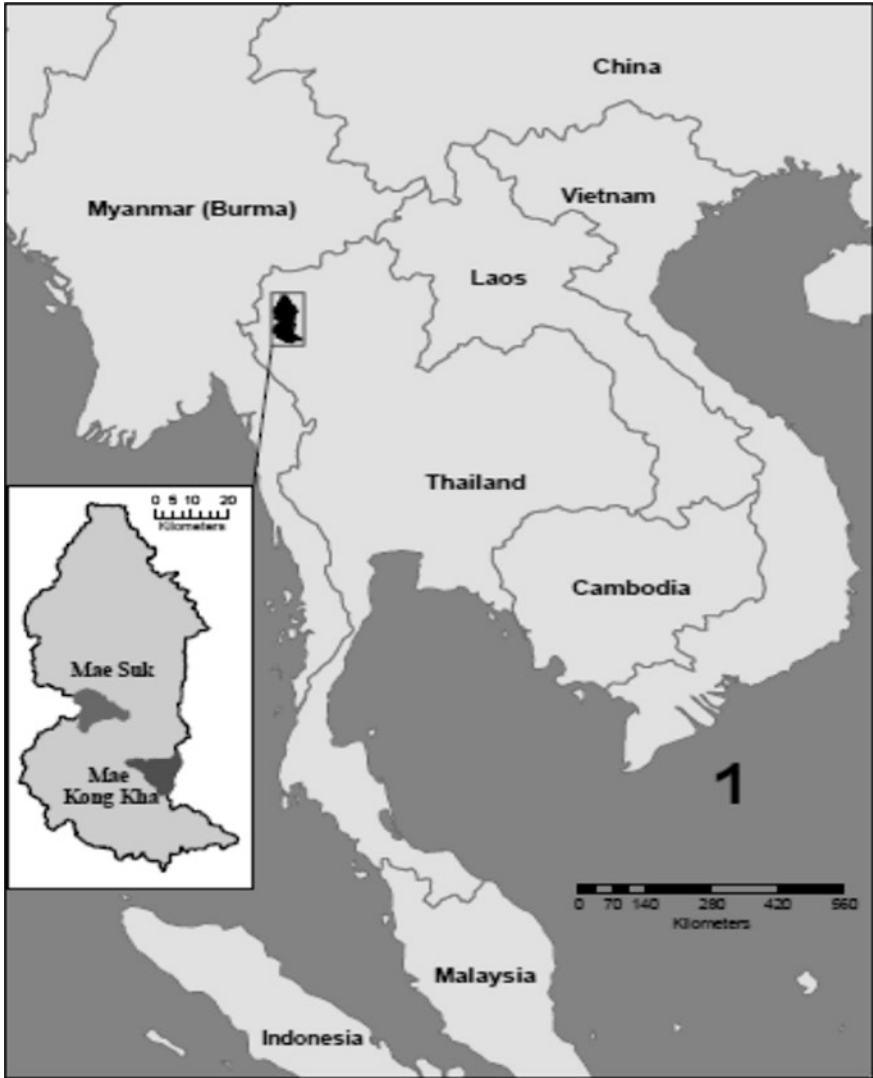 China
Vietnam
Myanmar (Burma)
Laos
Thailand
0 5 10 20
Kilometers
Cambodia
Mae Suk
Mae
Kong Kha
1
0 70 140 280 420 560
Kilometers
Malaysia
Indonesia